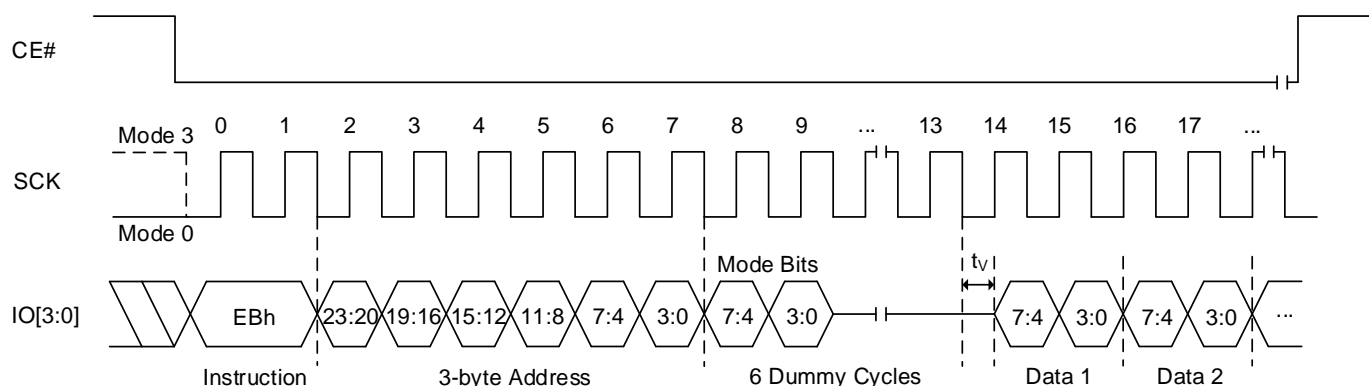 CE#
0 1 2 3 4 5 6 7 8 9 ... 13 14 15 16 17 ...
Mode 3
SCK
Mode 0
Mode Bits
tV
IO[3:0] EBh 23:20 19:16 15:12 11:8 7:4 3:0 7:4 3:0 7:4 3:0 7:4 3:0 ...
Instruction 3-byte Address 6 Dummy Cycles Data 1 Data 2